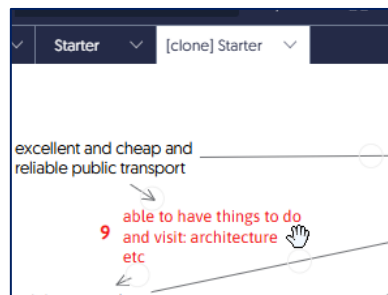 Starter
[clone] Starter
excellent and cheap and
reliable public transport
9
able to have things to do
and visit: architecture
etc